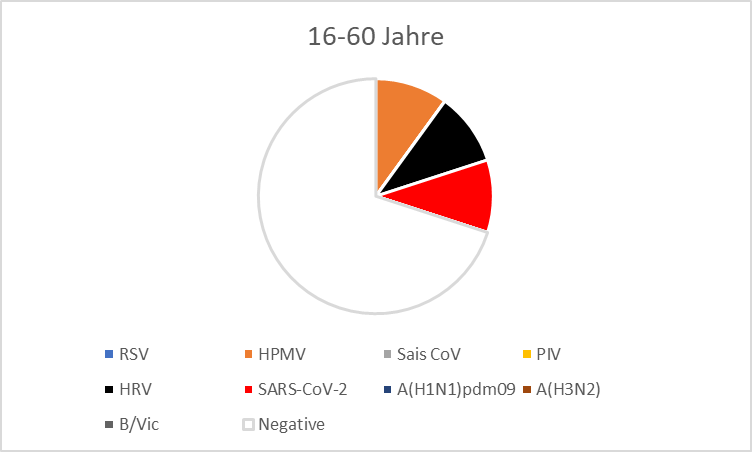 16-60 Jahre
RSV HPMV Sais CoV PIV
HRV SARS-CoV-2 A(H1N1)pdm09 A(H3N2)
B/Vic Negative